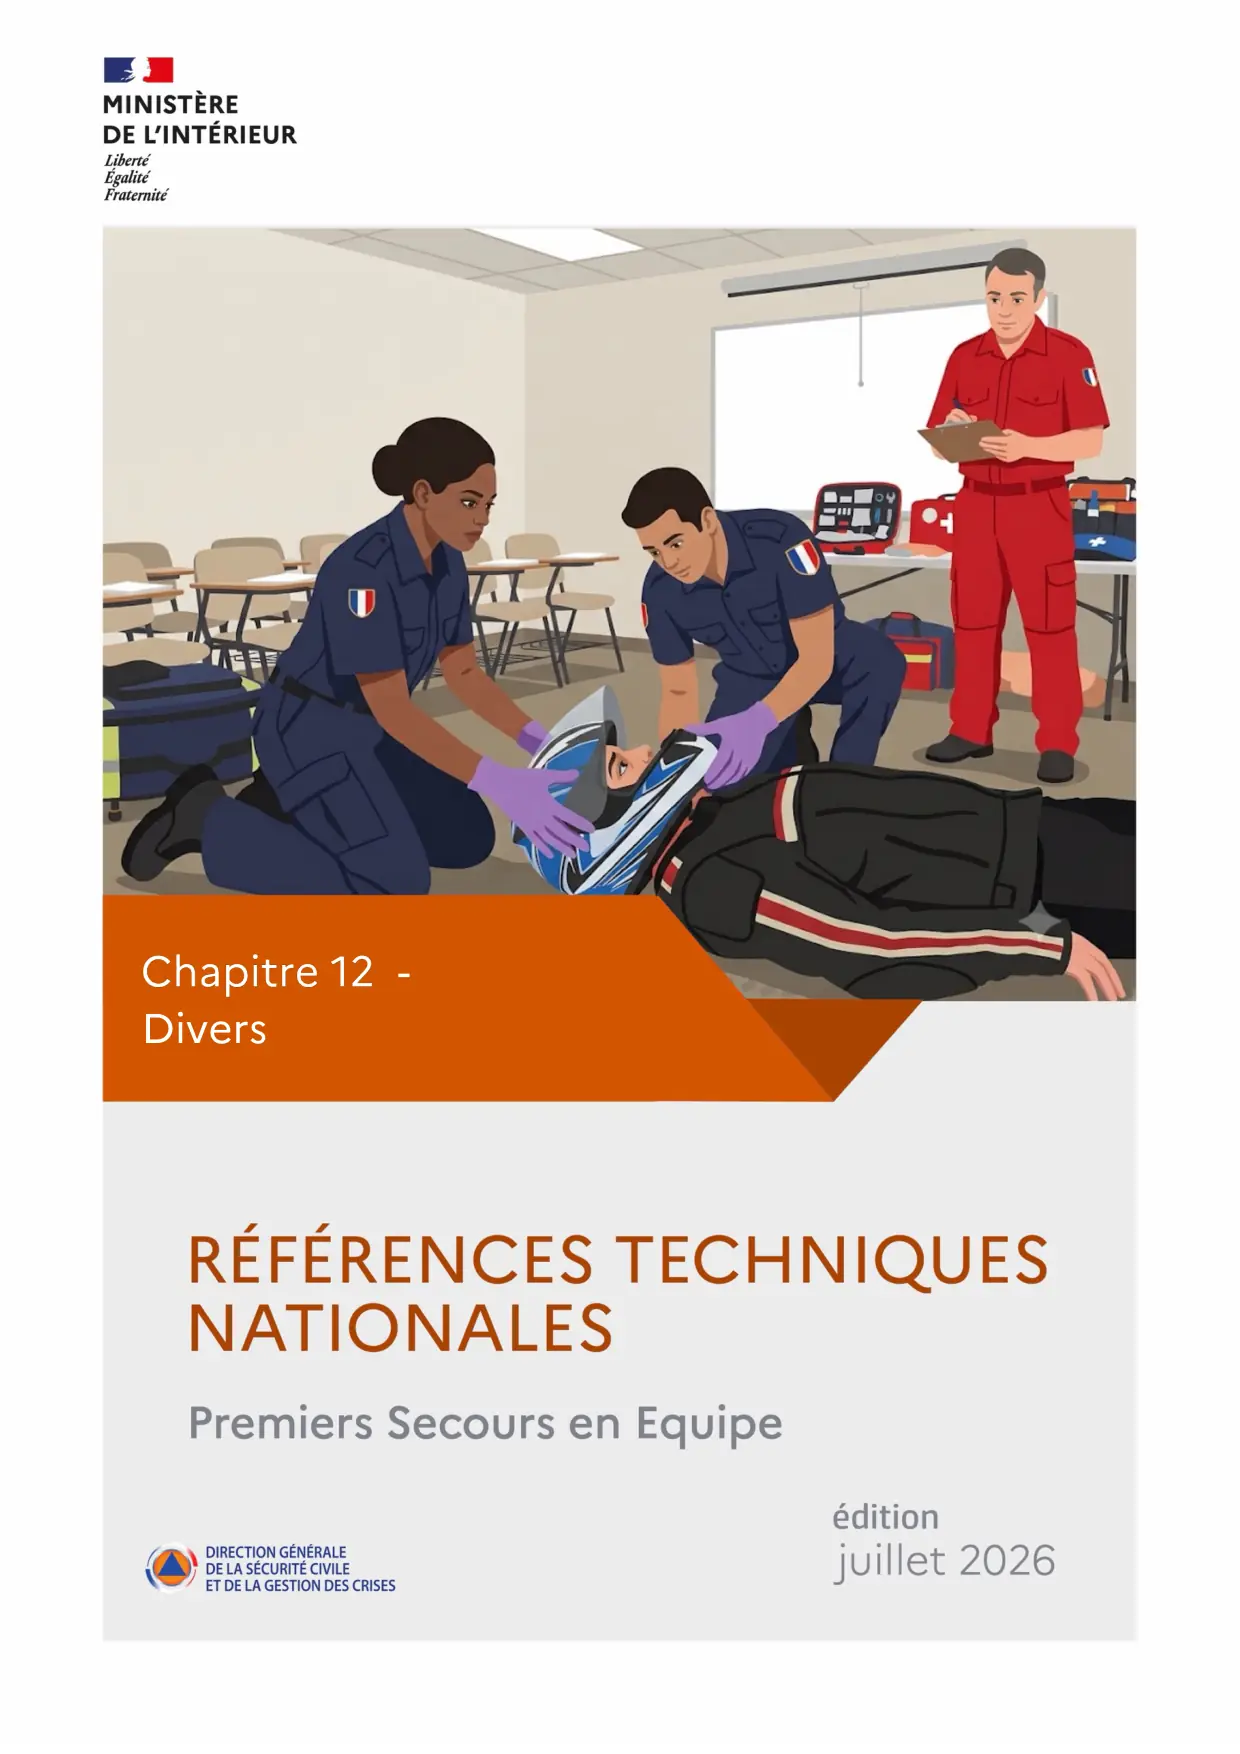 MINISTÈRE
DE L'INTÉRIEUR
Liberté
Égalité
Fraternité
Chapitre 12 -
Divers
RÉFÉRENCES TECHNIQUES
NATIONALES
Premiers Secours en Equipe
édition
juillet 2026
DIRECTION GÉNÉRALE
DE LA SÉCURITÉ CIVILE
ET DE LA GESTION DES CRISES